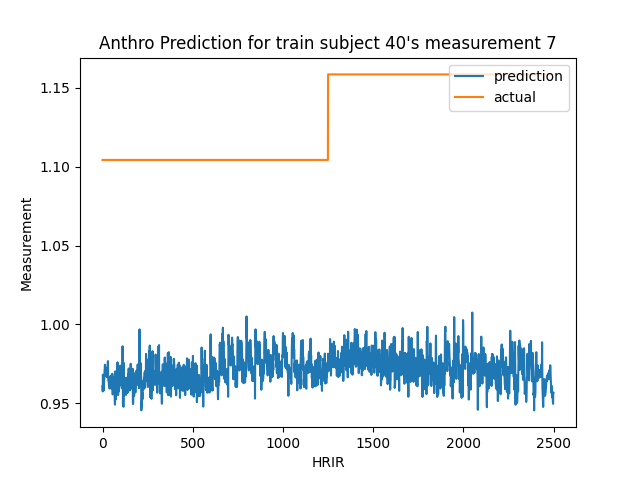 Anthro Prediction for train subject 40's measurement 7
prediction
actual
1.15
1.10
1.05
1.00
0.95
Measurement
0
500
1000
1500
2000
2500
HRIR